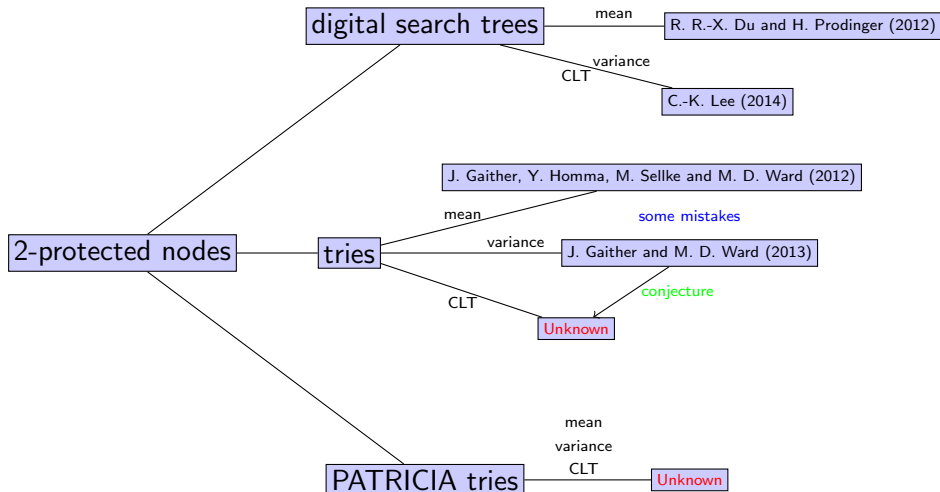 digital search trees
mean
R. R.-X. Du and H. Prodinger (2012)
variance
CLT
C.-K. Lee (2014)
J. Gaither, Y. Homma, M. Sellke and M. D. Ward (2012)
mean
some mistakes
2-protected nodes
tries
variance
J. Gaither and M. D. Ward (2013)
conjecture
CLT
Unknown
mean
variance
CLT
PATRICIA tries
Unknown